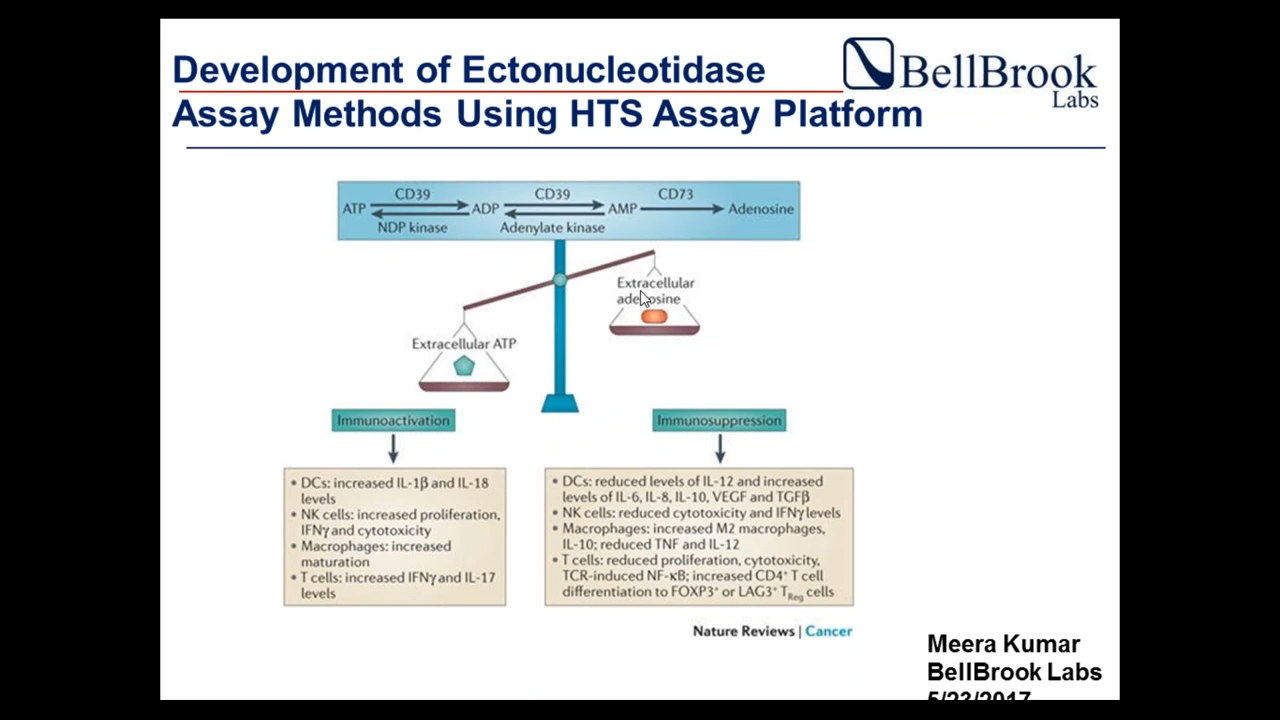 Development of Ectonucleotidase
Assay Methods Using HTS Assay Platform
BellBrook
Labs
CD39 CD39 CD73
ATP ADP AMP Adenosine
NDP kinase Adenylate kinase
Extracellular
adenosine
Extracellular ATP
Immunoactivation
• DCs: increased IL-1β and IL-18
levels
• NK cells: increased proliferation,
IFNγ and cytotoxicity
• Macrophages: increased
maturation
• T cells: increased IFNγ and IL-17
levels
Immunosuppression
• DCs: reduced levels of IL-12 and increased
levels of IL-6, IL-8, IL-10, VEGF and TGFβ
• NK cells: reduced cytotoxicity and IFNγ levels
• Macrophages: increased M2 macrophages,
IL-10; reduced TNF and IL-12
• T cells: reduced proliferation, cytotoxicity,
TCR-induced NF-κB; increased CD4⁺ T cell
differentiation to FOXP3⁺ or LAG3⁺ TReg cells
Nature Reviews | Cancer
Meera Kumar
BellBrook Labs
5/23/2017